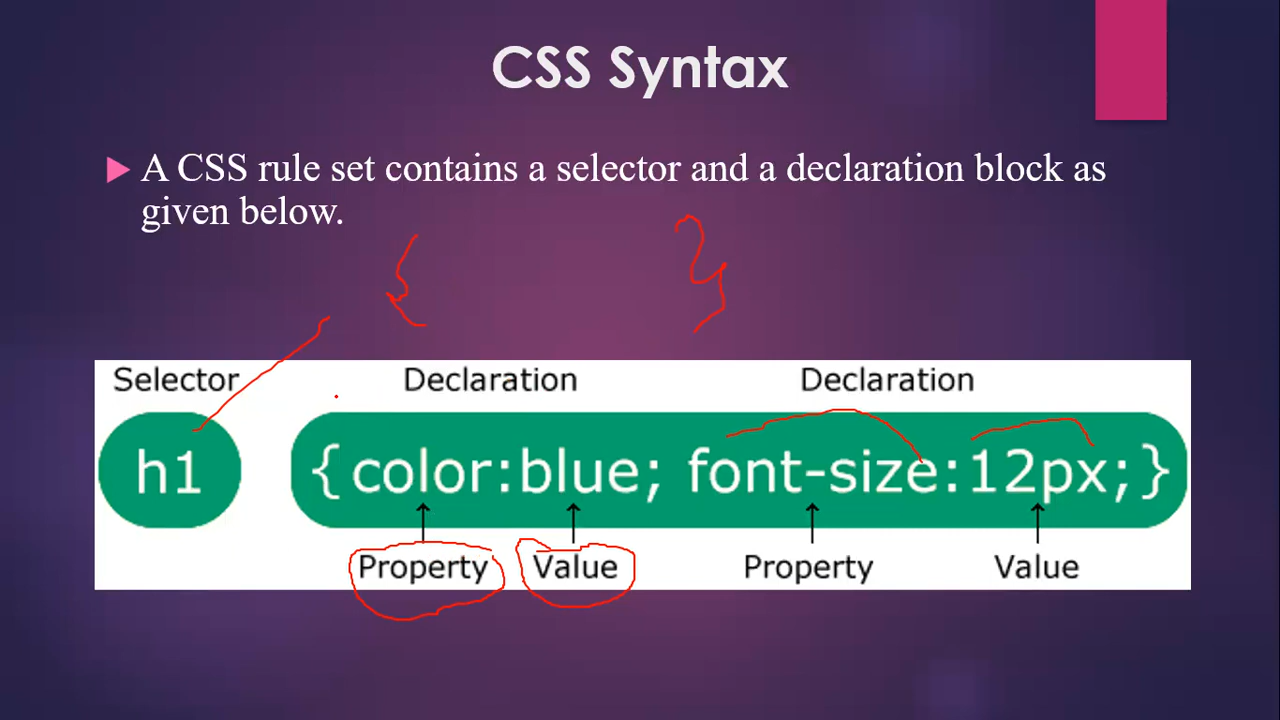 CSS Syntax
A CSS rule set contains a selector and a declaration block as
given below.
{ }
Selector Declaration Declaration
h1 {color:blue; font-size:12px;}
Property Value Property Value